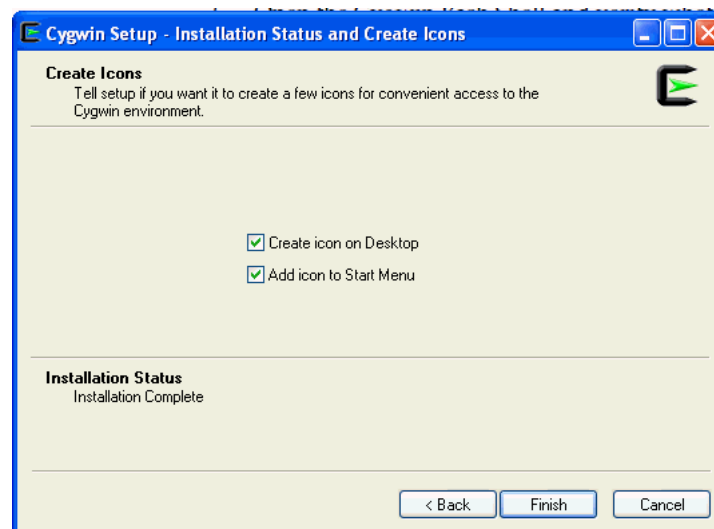 Cygwin Setup - Installation Status and Create Icons
Create Icons
Tell setup if you want it to create a few icons for convenient access to the
Cygwin environment.
Create icon on Desktop
Add icon to Start Menu
Installation Status
Installation Complete
< Back Finish Cancel